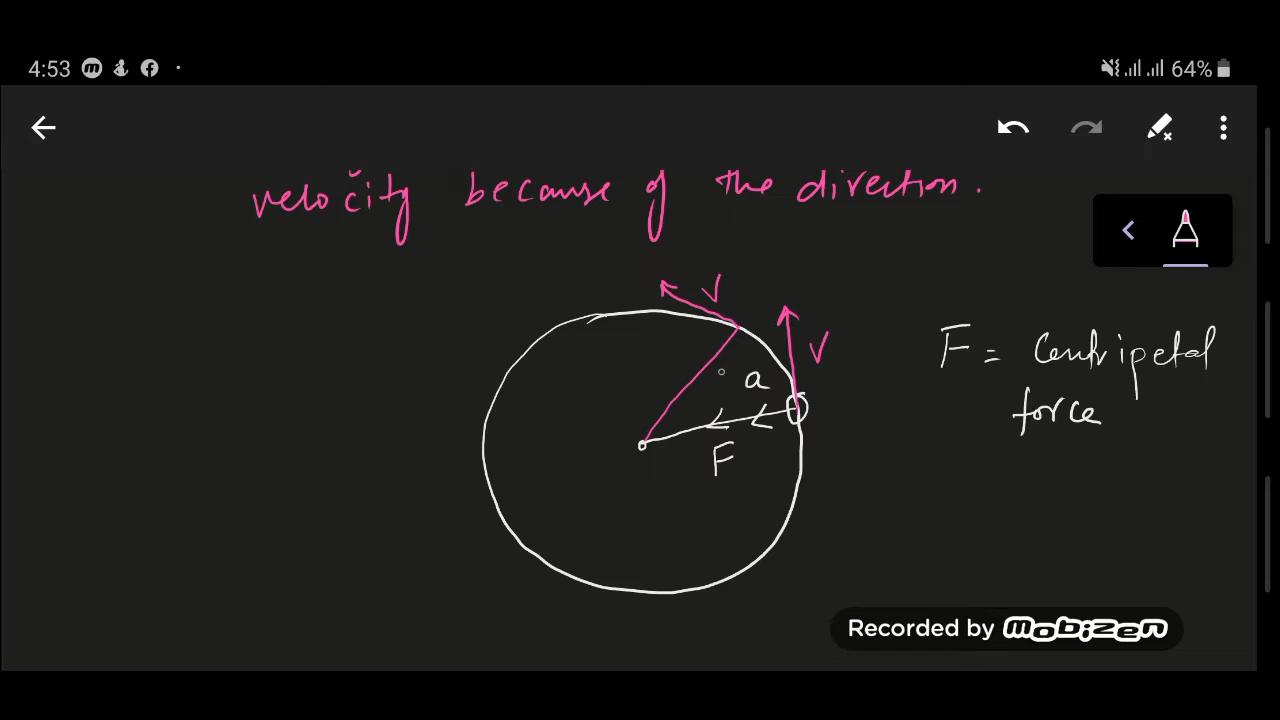 4:53 64%
velocity because of the direction.
V
V
a
F
F = Centripetal
force
Recorded by Mobizen